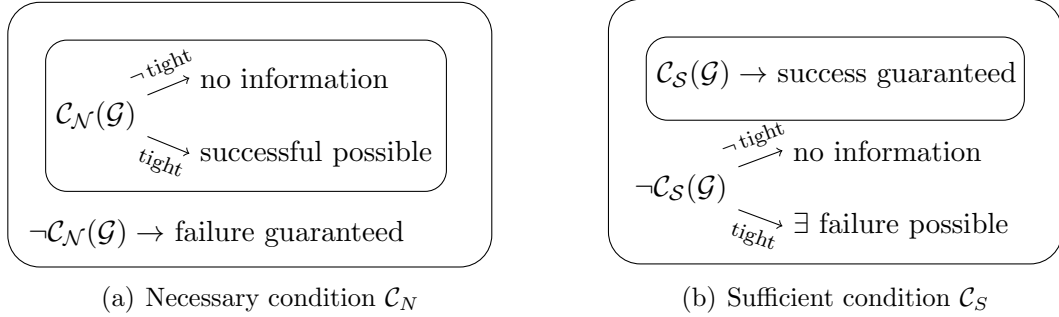 ¬ tight
no information
𝒞_𝒩(𝒢)
tight
successful possible
¬𝒞_𝒩(𝒢) → failure guaranteed
(a) Necessary condition 𝒞_N
𝒞_𝒮(𝒢) → success guaranteed
¬ tight
no information
¬𝒞_𝒮(𝒢)
tight
∃ failure possible
(b) Sufficient condition 𝒞_S